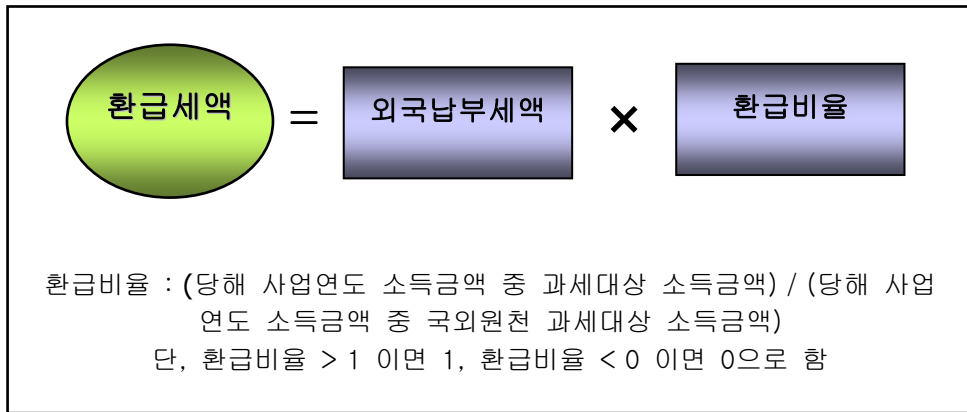 환급세액 = 외국납부세액 × 환급비율
환급비율 : (당해 사업연도 소득금액 중 과세대상 소득금액) / (당해 사업
연도 소득금액 중 국외원천 과세대상 소득금액)
단, 환급비율 > 1 이면 1, 환급비율 < 0 이면 0으로 함